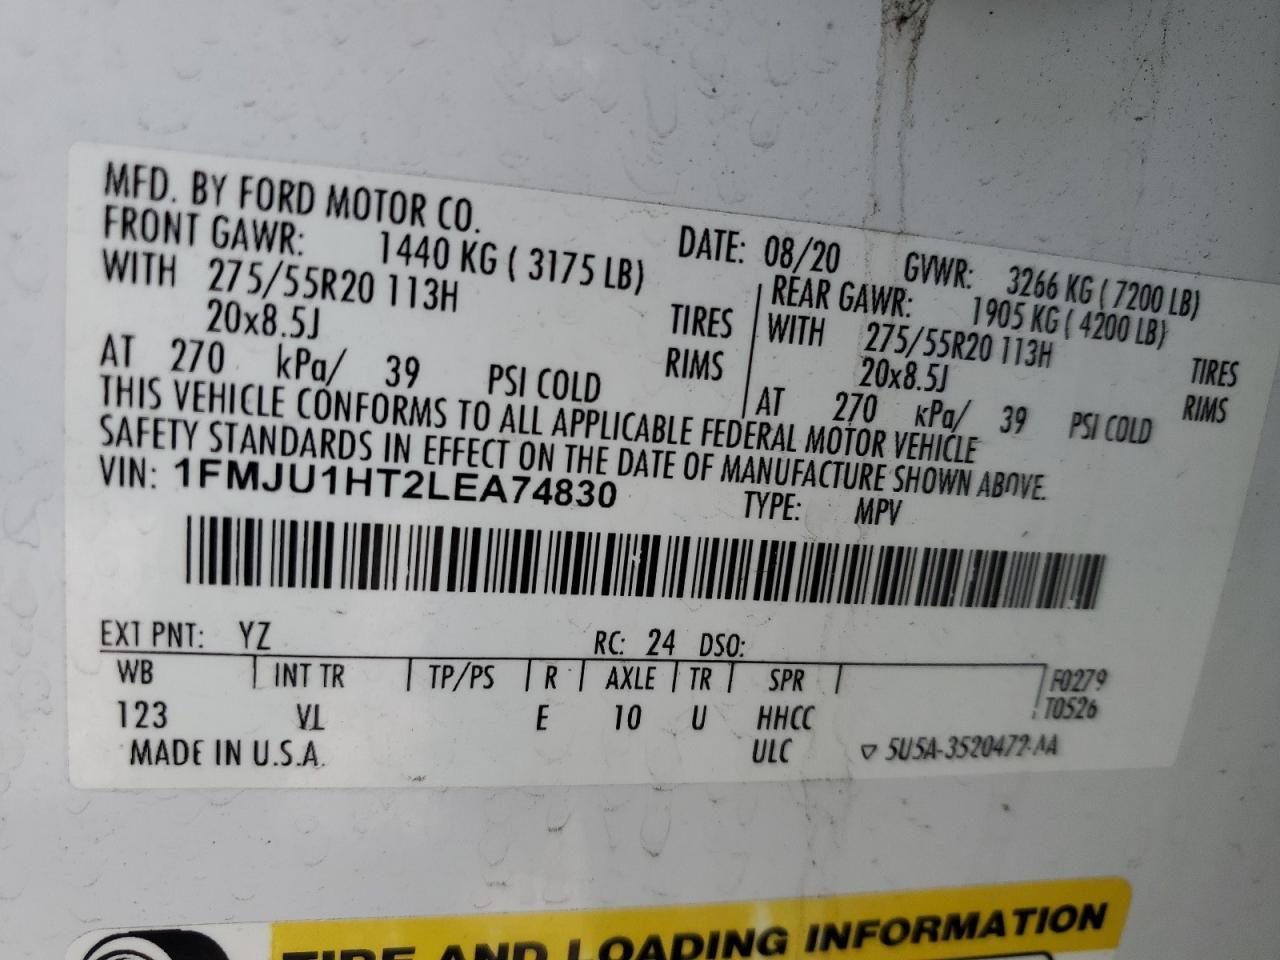 MFD. BY FORD MOTOR CO.
DATE: 08/20 GVWR: 3266 KG ( 7200 LB)
FRONT GAWR: 1440 KG ( 3175 LB)
WITH 275/55R20 113H TIRES
20x8.5J RIMS
AT 270 kPa/ 39 PSI COLD
REAR GAWR: 1905 KG ( 4200 LB)
WITH 275/55R20 113H TIRES
20x8.5J RIMS
AT 270 kPa/ 39 PSI COLD
THIS VEHICLE CONFORMS TO ALL APPLICABLE FEDERAL MOTOR VEHICLE
SAFETY STANDARDS IN EFFECT ON THE DATE OF MANUFACTURE SHOWN ABOVE.
VIN: 1FMJU1HT2LEA74830 TYPE: MPV
EXT PNT: YZ RC: 24 DSO:
WB INT TR TP/PS R AXLE TR SPR F0279
123 VT E 10 U HHCC T0526
MADE IN U.S.A. ULC 5U5A-3520472-AA
TIRE AND LOADING INFORMATION